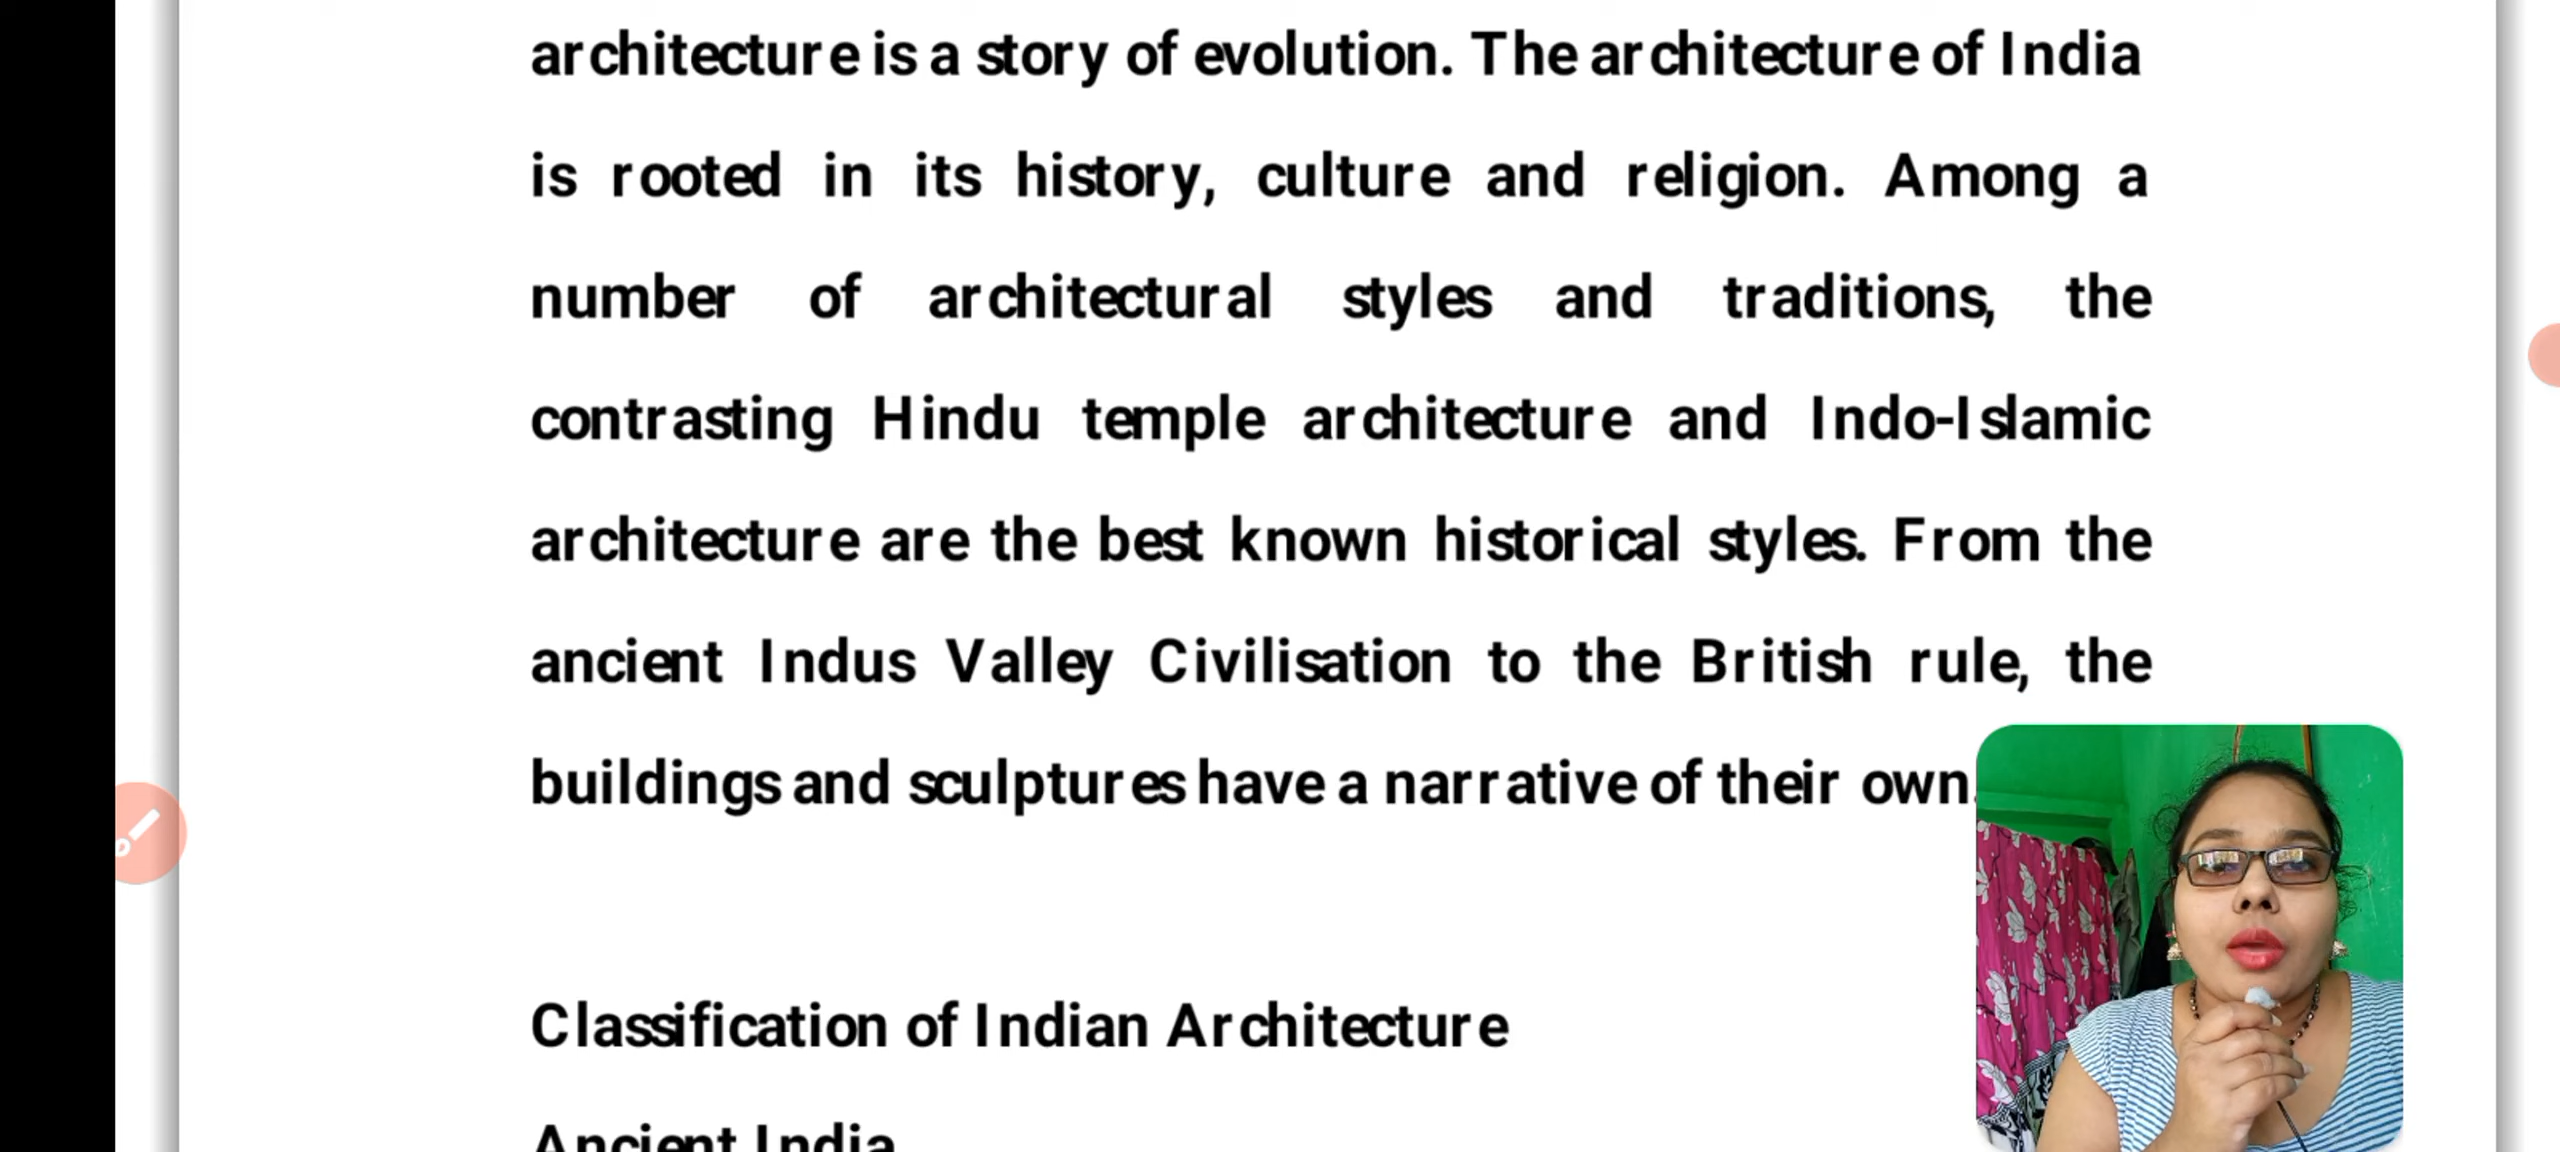 architecture is a story of evolution. The architecture of India
is rooted in its history, culture and religion. Among a
number of architectural styles and traditions, the
contrasting Hindu temple architecture and Indo-Islamic
architecture are the best known historical styles. From the
ancient Indus Valley Civilisation to the British rule, the
buildings and sculptures have a narrative of their own.
Classification of Indian Architecture
Ancient India